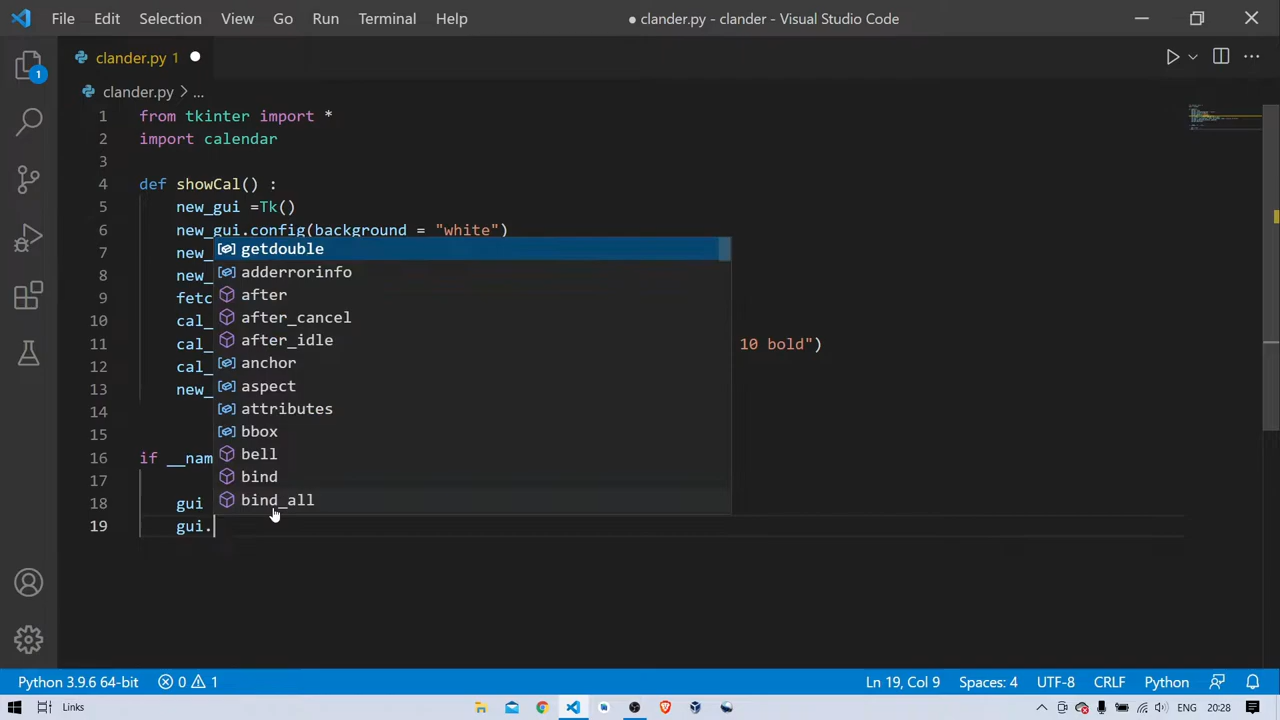 File Edit Selection View Go Run Terminal Help ● clander.py - clander - Visual Studio Code
clander.py 1
clander.py > ...
1 from tkinter import *
2 import calendar
3
4 def showCal() :
5 new_gui =Tk()
6 new_gui.config(background = "white")
7 new_
8 new_
9 fetc
10 cal_
11 cal_ 10 bold")
12 cal_
13 new_
14
15
16 if __nam
17
18 gui
19 gui.
getdouble
adderrorinfo
after
after_cancel
after_idle
anchor
aspect
attributes
bbox
bell
bind
bind_all
1
Python 3.9.6 64-bit 0 1 Ln 19, Col 9 Spaces: 4 UTF-8 CRLF Python
Links ENG 20:28